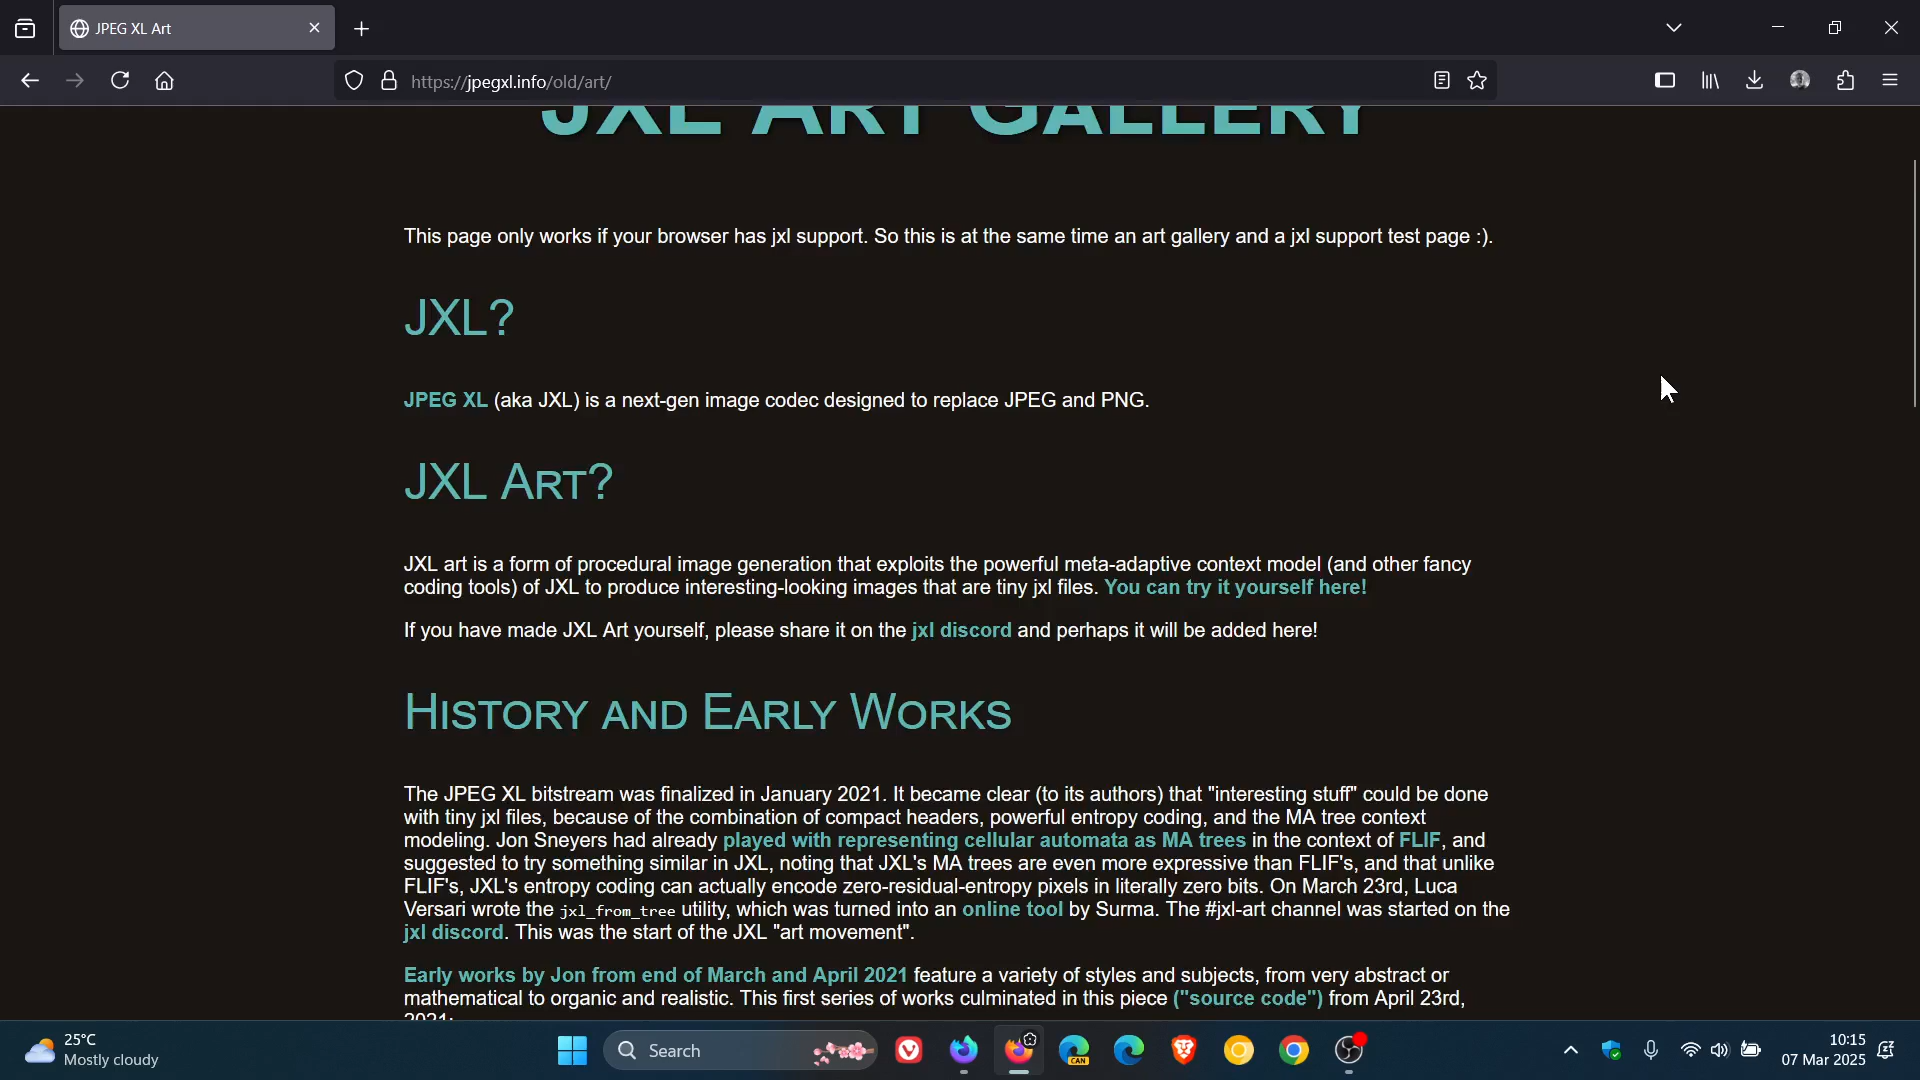 JPEG XL Art
https://jpegxl.info/old/art/
JXL ART GALLERY
This page only works if your browser has jxl support. So this is at the same time an art gallery and a jxl support test page :).
JXL?
JPEG XL (aka JXL) is a next-gen image codec designed to replace JPEG and PNG.
JXL ART?
JXL art is a form of procedural image generation that exploits the powerful meta-adaptive context model (and other fancy
coding tools) of JXL to produce interesting-looking images that are tiny jxl files. You can try it yourself here!
If you have made JXL Art yourself, please share it on the jxl discord and perhaps it will be added here!
HISTORY AND EARLY WORKS
The JPEG XL bitstream was finalized in January 2021. It became clear (to its authors) that "interesting stuff" could be done
with tiny jxl files, because of the combination of compact headers, powerful entropy coding, and the MA tree context
modeling. Jon Sneyers had already played with representing cellular automata as MA trees in the context of FLIF, and
suggested to try something similar in JXL, noting that JXL's MA trees are even more expressive than FLIF's, and that unlike
FLIF's, JXL's entropy coding can actually encode zero-residual-entropy pixels in literally zero bits. On March 23rd, Luca
Versari wrote the jxl_from_tree utility, which was turned into an online tool by Surma. The #jxl-art channel was started on the
jxl discord. This was the start of the JXL "art movement".
Early works by Jon from end of March and April 2021 feature a variety of styles and subjects, from very abstract or
mathematical to organic and realistic. This first series of works culminated in this piece ("source code") from April 23rd,
2021:
25°C
Mostly cloudy
Search
CAN
10:15
07 Mar 2025